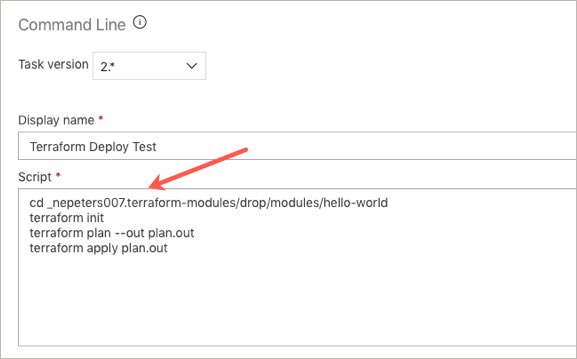 Command Line
Task version 2.*
Display name *
Terraform Deploy Test
Script *
cd _nepeters007.terraform-modules/drop/modules/hello-world
terraform init
terraform plan --out plan.out
terraform apply plan.out